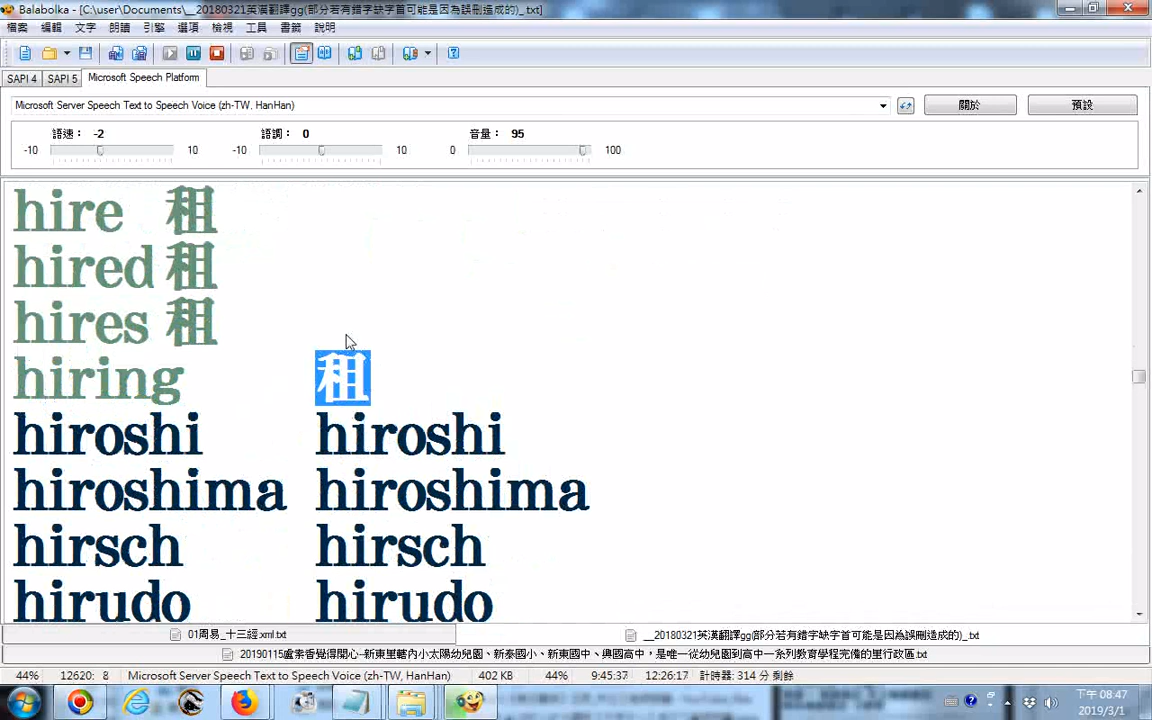 Balabolka - [C:\user\Documents\__20180321英漢翻譯gg(部分若有錯字缺字首可能是因為誤刪造成的)_.txt]
檔案 編輯 文字 朗讀 引擎 選項 檢視 工具 書籤 說明
SAPI 4 SAPI 5 Microsoft Speech Platform
Microsoft Server Speech Text to Speech Voice (zh-TW, HanHan) 關於 預設
語速： -2 語調： 0 音量： 95
-10 10 -10 10 0 100
hire 租
hired 租
hires 租
hiring 租
hiroshi hiroshi
hiroshima hiroshima
hirsch hirsch
hirudo hirudo
01周易_十三經.xml.txt __20180321英漢翻譯gg(部分若有錯字缺字首可能是因為誤刪造成的)_.txt
20190115盧素香覺得開心-新東里轄內小太陽幼兒園、新泰國小、新東國中、興國高中，是唯一從幼兒園到高中一系列教育學程完備的里行政區.txt
44% 12620: 8 Microsoft Server Speech Text to Speech Voice (zh-TW, HanHan) 402 KB 44% 9:45:37 12:26:17 計時器: 314 分 剩餘
下午 08:47
2019/3/1